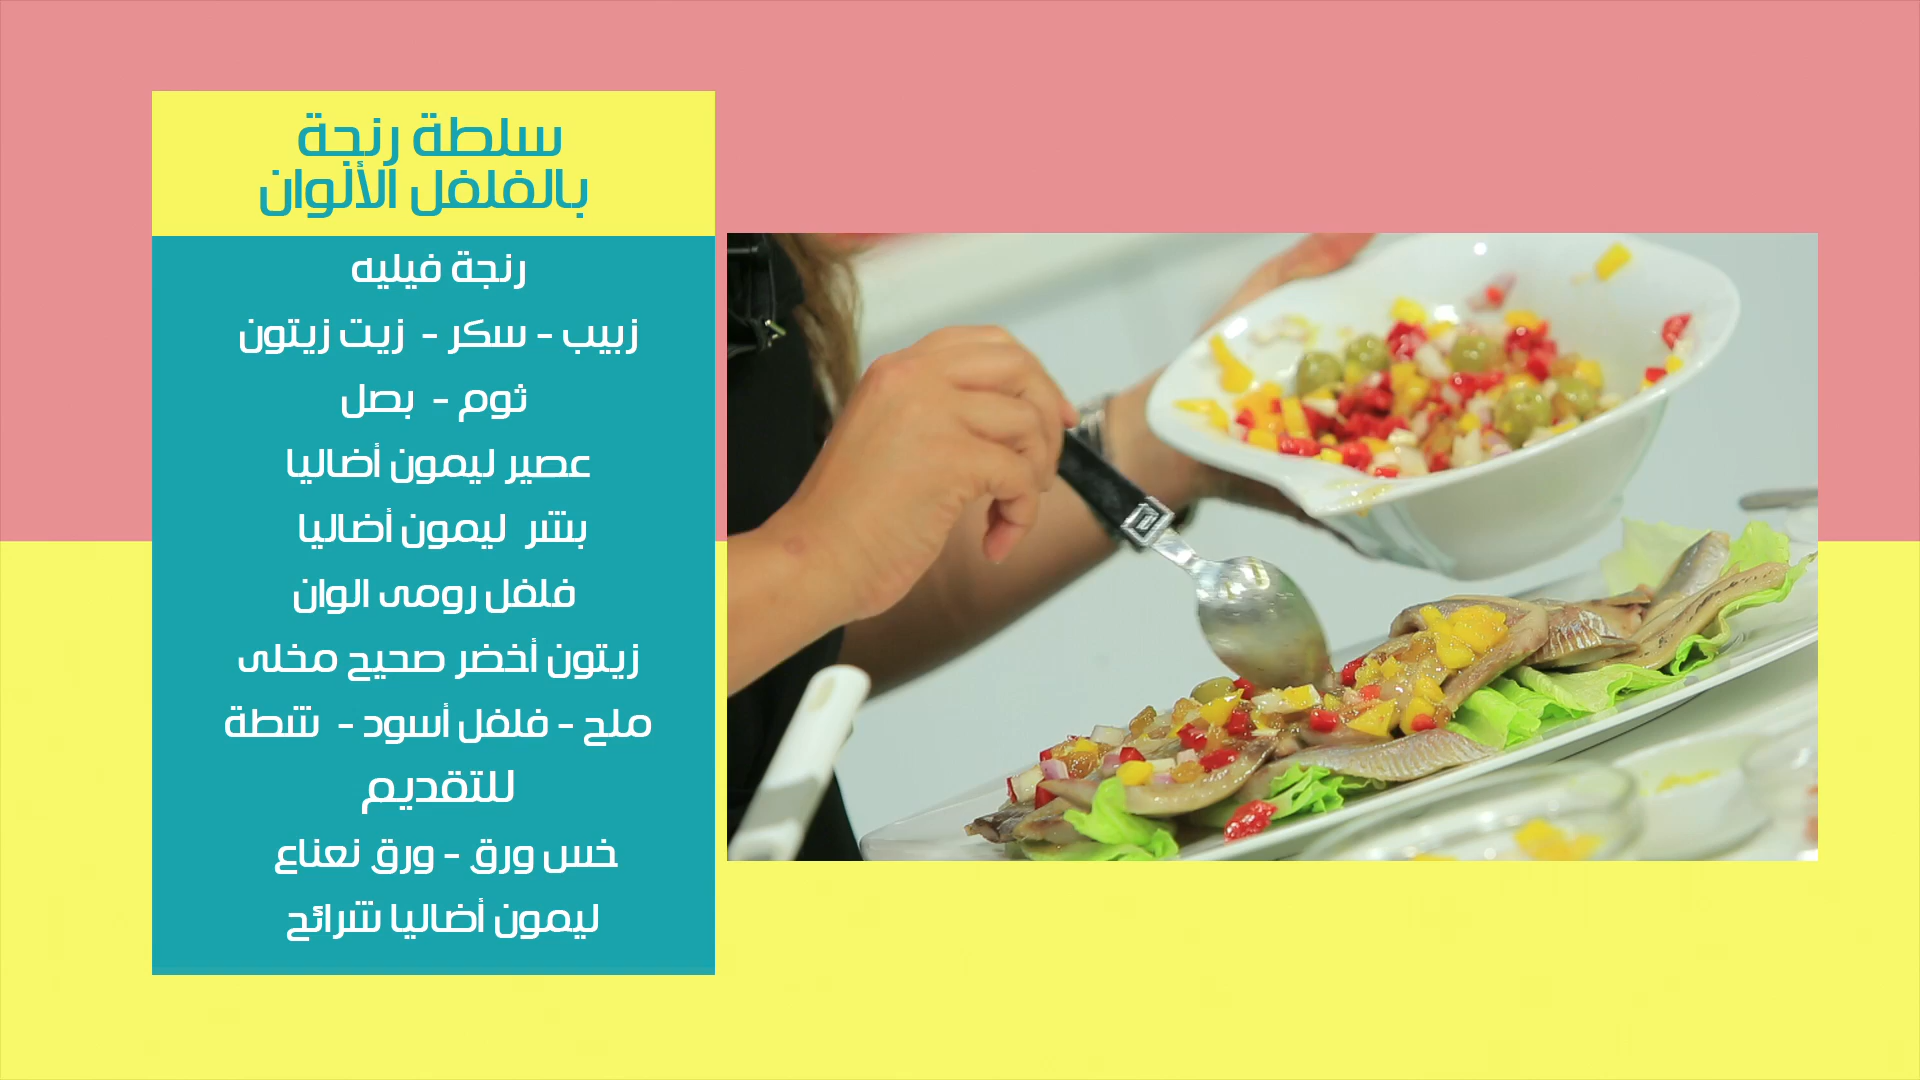 سلطة رنجة
بالفلفل الألوان
رنجة فيليه
زبيب - سكر - زيت زيتون
ثوم - بصل
عصير ليمون أضاليا
بشر ليمون أضاليا
فلفل رومى الوان
زيتون أخضر صحيح مخلى
ملح - فلفل أسود - شطة
للتقديم
خس ورق - ورق نعناع
ليمون أضاليا شرائح